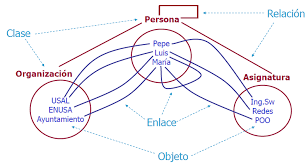 Persona
Relación
Clase
Pepe
Luis
María
Organización
Asignatura
USAL
ENUSA
Ayuntamiento
Ing.Sw
Redes
POO
Enlace
Objeto